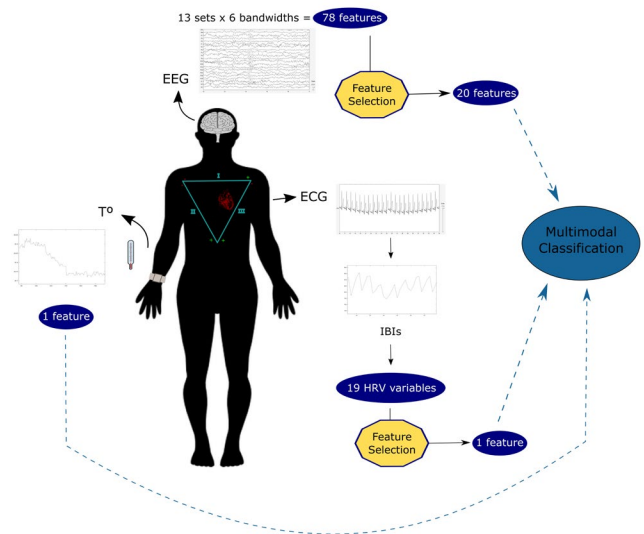 13 sets x 6 bandwidths = 78 features
EEG
Feature
Selection
20 features
I
II
III
ECG
Tº
Multimodal
Classification
1 feature
IBIs
19 HRV variables
Feature
Selection
1 feature